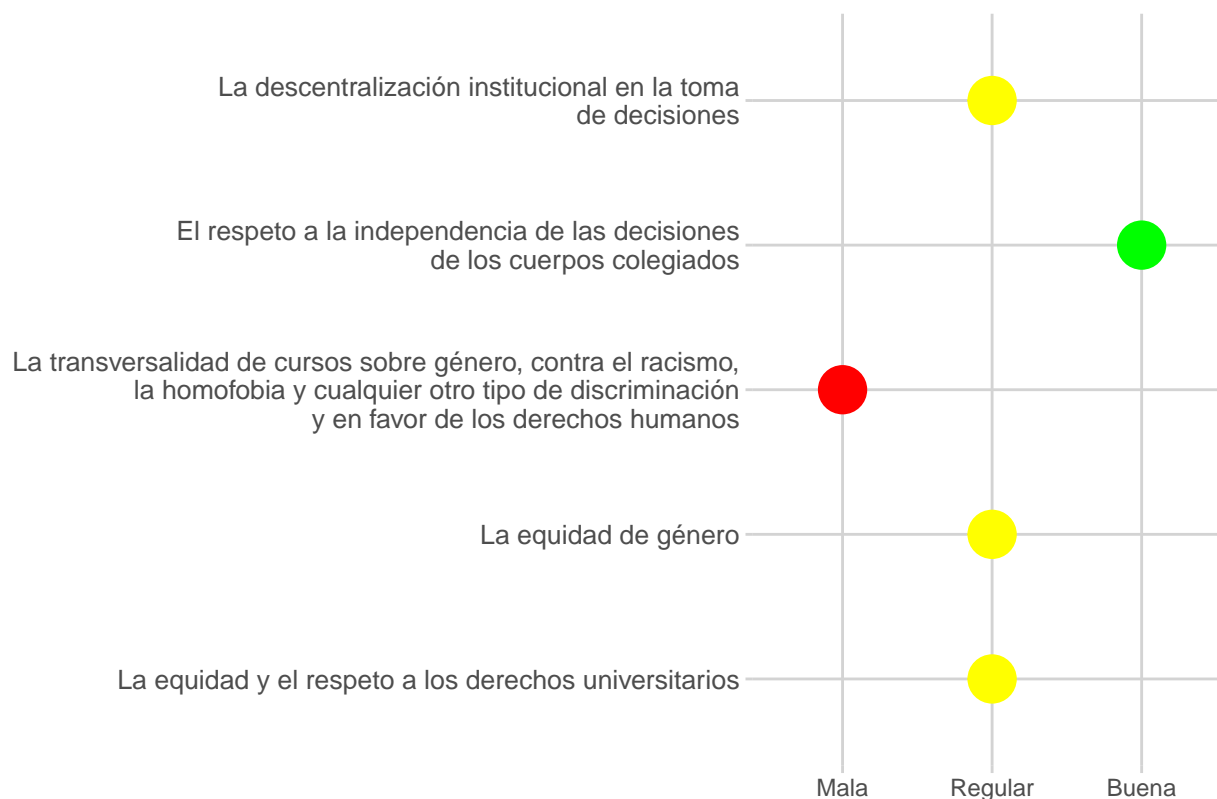 La descentralización institucional en la toma
de decisiones
El respeto a la independencia de las decisiones
de los cuerpos colegiados
La transversalidad de cursos sobre género, contra el racismo,
la homofobia y cualquier otro tipo de discriminación
y en favor de los derechos humanos
La equidad de género
La equidad y el respeto a los derechos universitarios
Mala Regular Buena